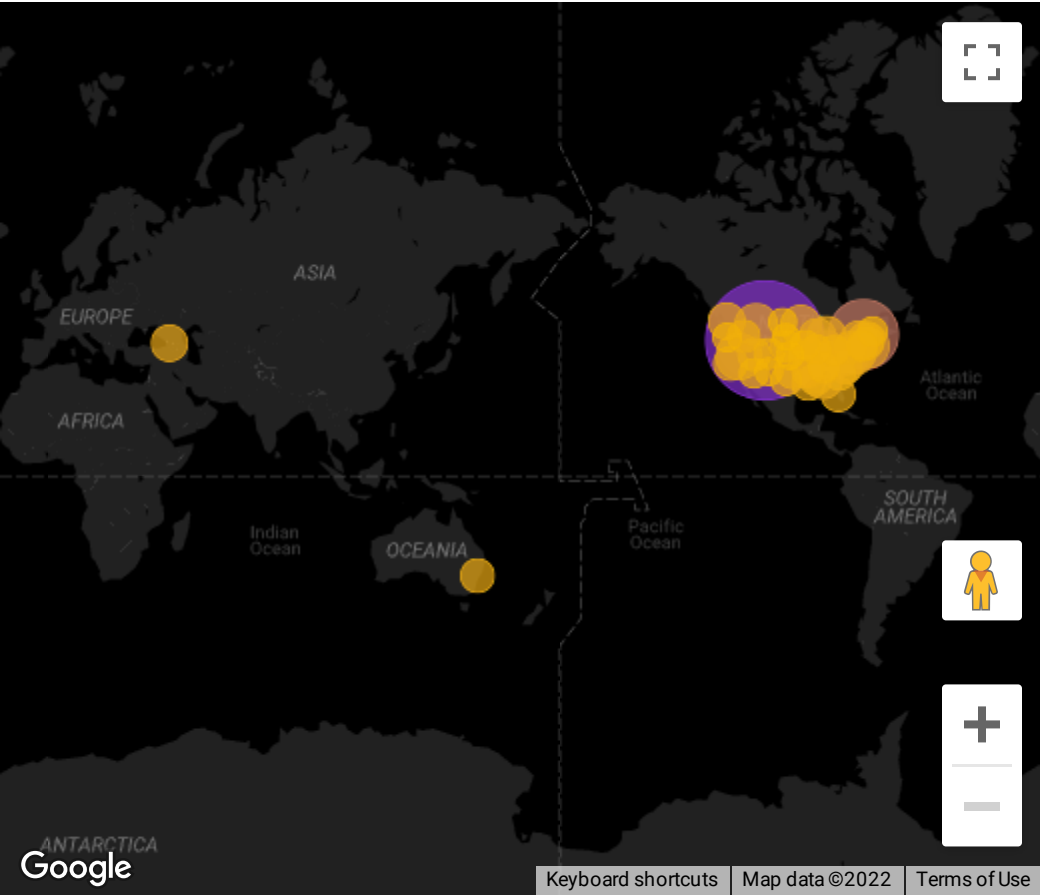 ASIA
EUROPE
AFRICA
Atlantic
Ocean
Indian
Ocean
OCEANIA
Pacific
Ocean
SOUTH
AMERICA
ANTARCTICA
Google
Keyboard shortcuts
Map data ©2022
Terms of Use